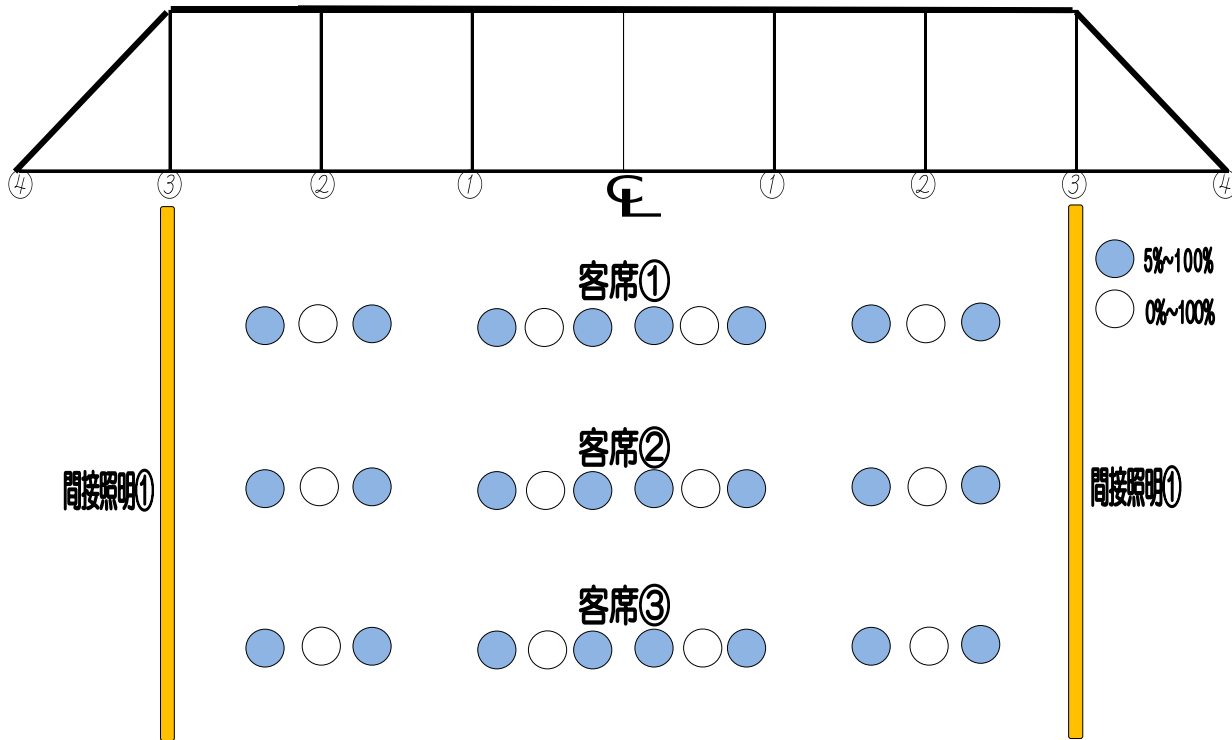 ④ ③ ② ① ℄ ① ② ③ ④
客席①
5%~100%
0%~100%
客席②
間接照明① 間接照明①
客席③